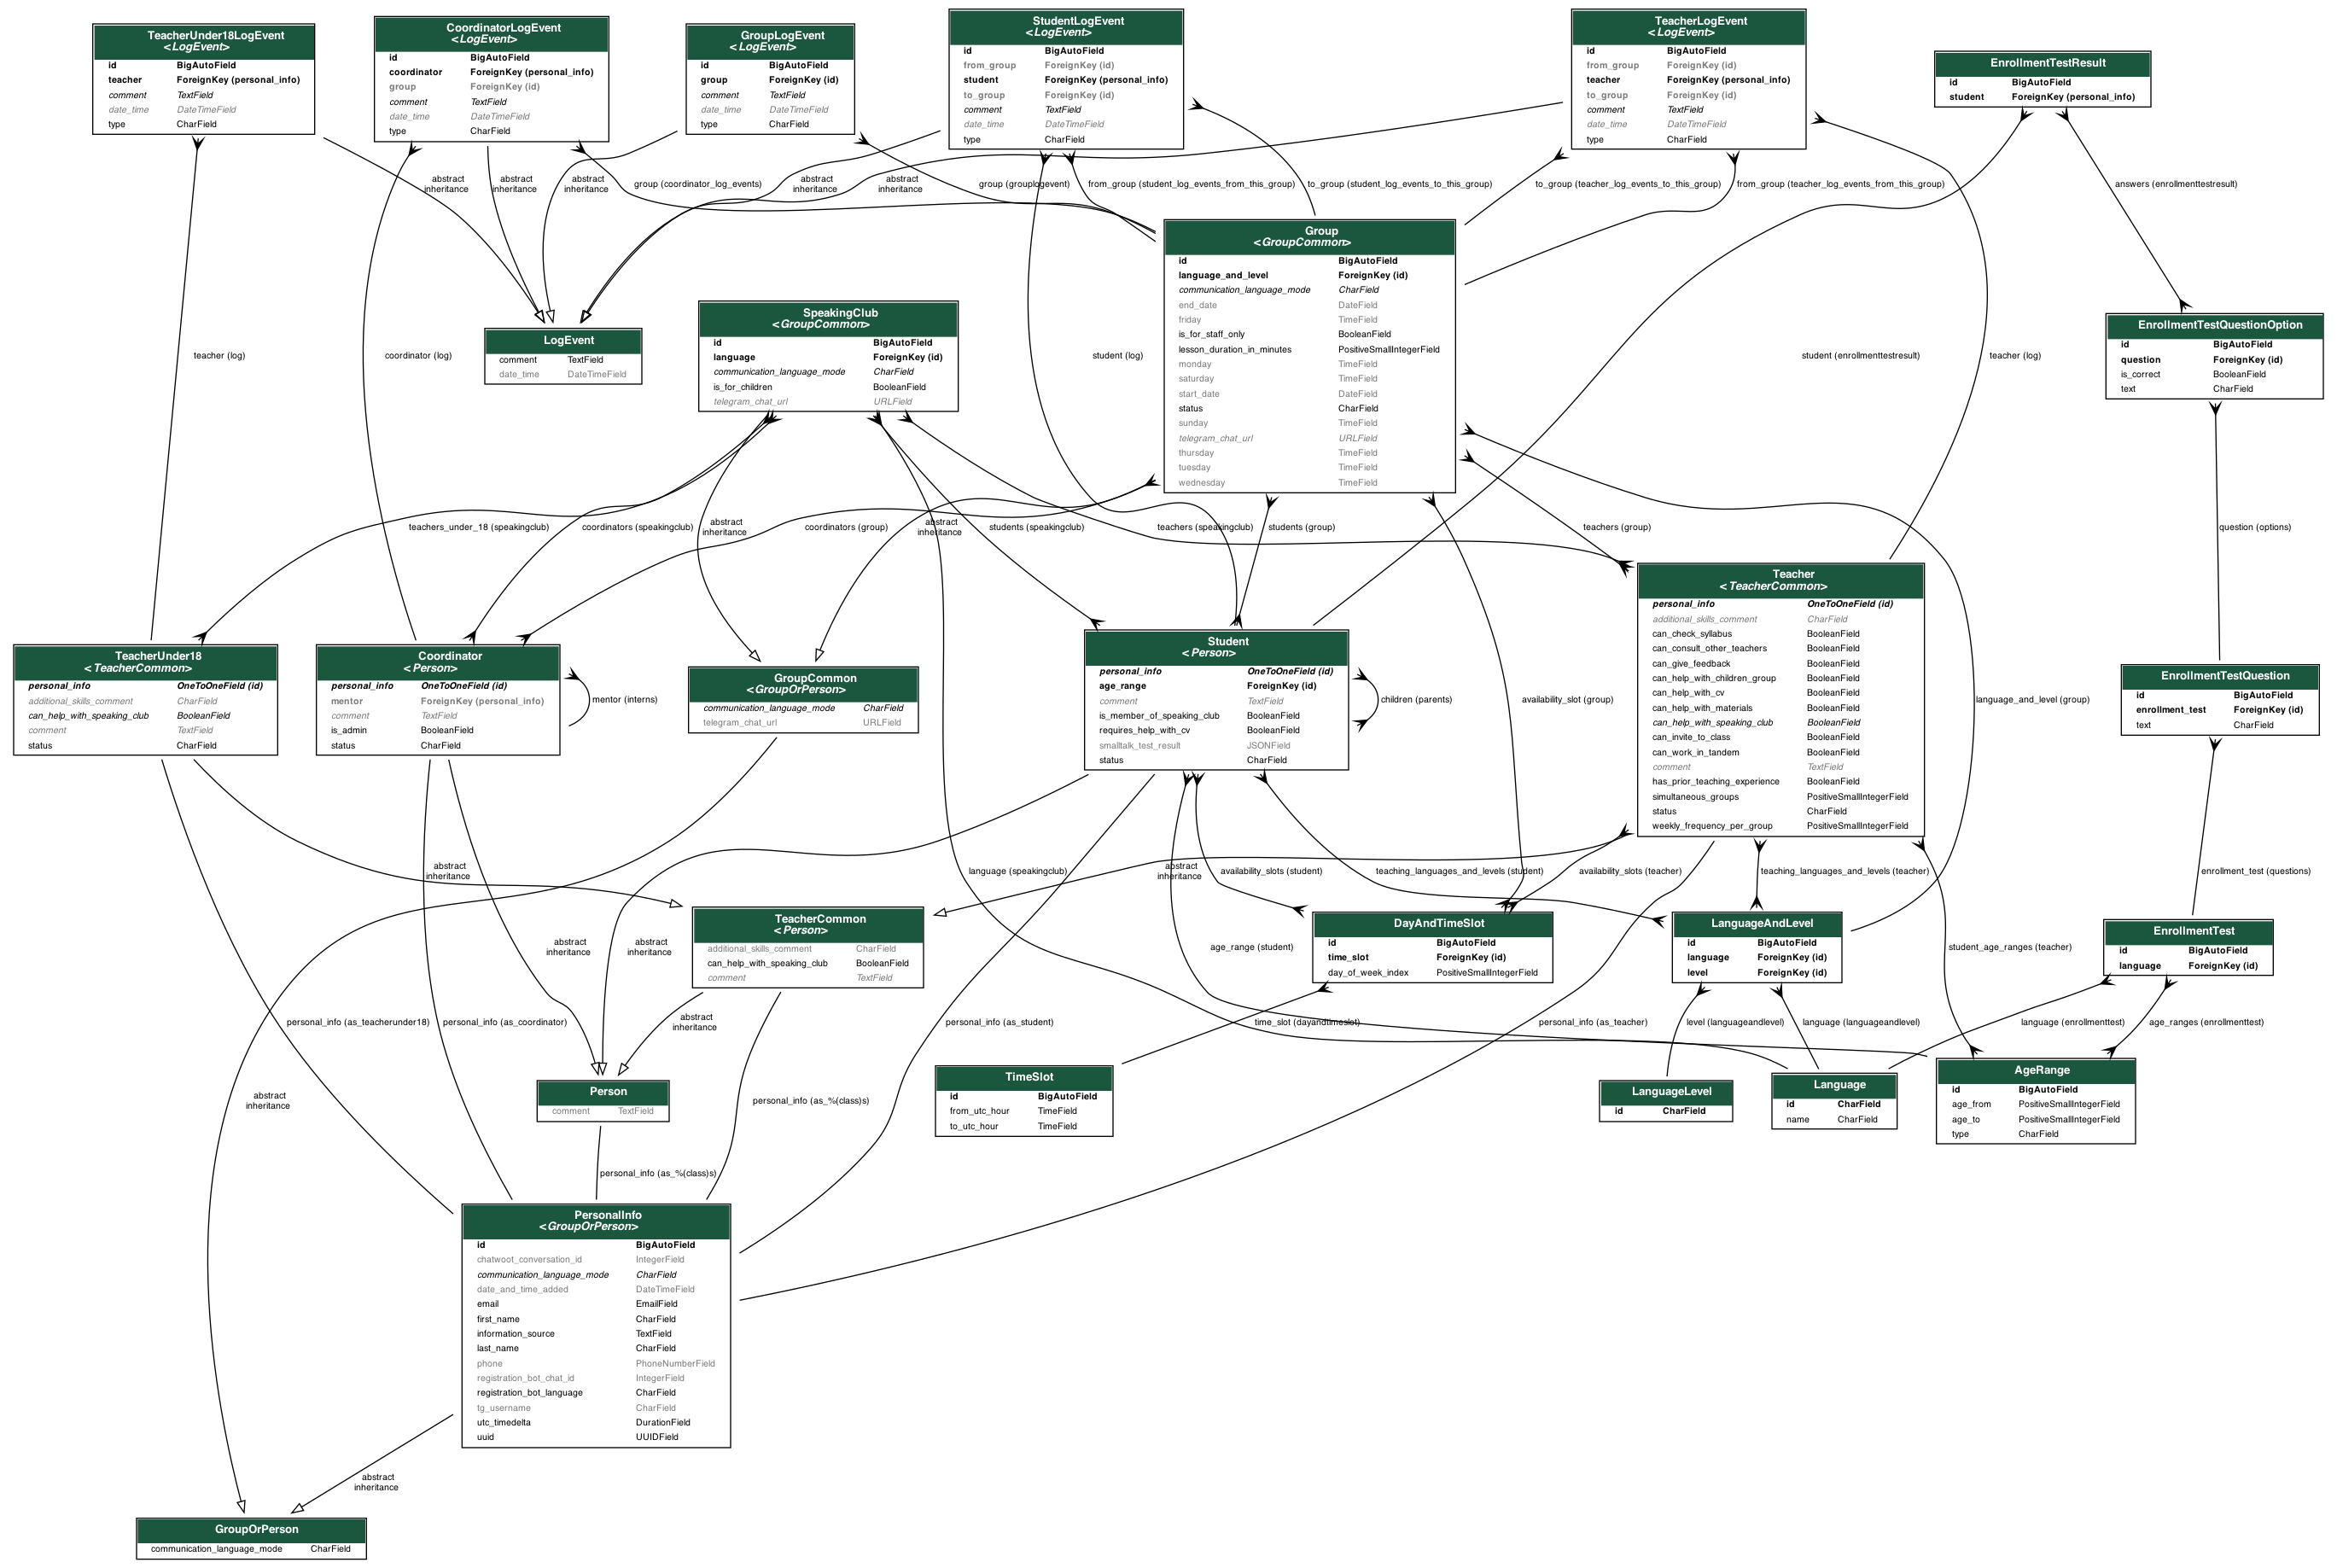 TeacherUnder18LogEvent
<LogEvent>
id BigAutoField
teacher ForeignKey (personal_info)
comment TextField
date_time DateTimeField
type CharField
CoordinatorLogEvent
<LogEvent>
id BigAutoField
coordinator ForeignKey (personal_info)
group ForeignKey (id)
comment TextField
date_time DateTimeField
type CharField
GroupLogEvent
<LogEvent>
id BigAutoField
group ForeignKey (id)
comment TextField
date_time DateTimeField
type CharField
StudentLogEvent
<LogEvent>
id BigAutoField
from_group ForeignKey (id)
student ForeignKey (personal_info)
to_group ForeignKey (id)
comment TextField
date_time DateTimeField
type CharField
TeacherLogEvent
<LogEvent>
id BigAutoField
from_group ForeignKey (id)
teacher ForeignKey (personal_info)
to_group ForeignKey (id)
comment TextField
date_time DateTimeField
type CharField
EnrollmentTestResult
id BigAutoField
student ForeignKey (personal_info)
abstract
inheritance
abstract
inheritance
abstract
inheritance
group (coordinator_log_events)
abstract
inheritance
abstract
inheritance
group (grouplogevent)
from_group (student_log_events_from_this_group)
to_group (student_log_events_to_this_group)
to_group (teacher_log_events_to_this_group)
from_group (teacher_log_events_from_this_group)
answers (enrollmenttestresult)
Group
<GroupCommon>
id BigAutoField
language_and_level ForeignKey (id)
communication_language_mode CharField
end_date DateField
friday TimeField
is_for_staff_only BooleanField
lesson_duration_in_minutes PositiveSmallIntegerField
monday TimeField
saturday TimeField
start_date DateField
status CharField
sunday TimeField
telegram_chat_url URLField
thursday TimeField
tuesday TimeField
wednesday TimeField
SpeakingClub
<GroupCommon>
id BigAutoField
language ForeignKey (id)
communication_language_mode CharField
is_for_children BooleanField
telegram_chat_url URLField
LogEvent
comment TextField
date_time DateTimeField
EnrollmentTestQuestionOption
id BigAutoField
question ForeignKey (id)
is_correct BooleanField
text CharField
teacher (log)
coordinator (log)
student (log)
student (enrollmenttestresult)
teacher (log)
teachers_under_18 (speakingclub)
coordinators (speakingclub)
abstract
inheritance
coordinators (group)
abstract
inheritance
students (speakingclub)
teachers (speakingclub)
students (group)
teachers (group)
question (options)
Teacher
<TeacherCommon>
personal_info OneToOneField (id)
additional_skills_comment CharField
can_check_syllabus BooleanField
can_consult_other_teachers BooleanField
can_give_feedback BooleanField
can_help_with_children_group BooleanField
can_help_with_cv BooleanField
can_help_with_materials BooleanField
can_help_with_speaking_club BooleanField
can_invite_to_class BooleanField
can_work_in_tandem BooleanField
comment TextField
has_prior_teaching_experience BooleanField
simultaneous_groups PositiveSmallIntegerField
status CharField
weekly_frequency_per_group PositiveSmallIntegerField
TeacherUnder18
<TeacherCommon>
personal_info OneToOneField (id)
additional_skills_comment CharField
can_help_with_speaking_club BooleanField
comment TextField
status CharField
Coordinator
<Person>
personal_info OneToOneField (id)
mentor ForeignKey (personal_info)
comment TextField
is_admin BooleanField
status CharField
mentor (interns)
GroupCommon
<GroupOrPerson>
communication_language_mode CharField
telegram_chat_url URLField
Student
<Person>
personal_info OneToOneField (id)
age_range ForeignKey (id)
comment TextField
is_member_of_speaking_club BooleanField
requires_help_with_cv BooleanField
smalltalk_test_result JSONField
status CharField
children (parents)
availability_slot (group)
language_and_level (group)
EnrollmentTestQuestion
id BigAutoField
enrollment_test ForeignKey (id)
text CharField
abstract
inheritance
language (speakingclub)
abstract
inheritance
availability_slots (student)
teaching_languages_and_levels (student)
availability_slots (teacher)
teaching_languages_and_levels (teacher)
enrollment_test (questions)
TeacherCommon
<Person>
additional_skills_comment CharField
can_help_with_speaking_club BooleanField
comment TextField
abstract
inheritance
abstract
inheritance
age_range (student)
DayAndTimeSlot
id BigAutoField
time_slot ForeignKey (id)
day_of_week_index PositiveSmallIntegerField
LanguageAndLevel
id BigAutoField
language ForeignKey (id)
level ForeignKey (id)
student_age_ranges (teacher)
EnrollmentTest
id BigAutoField
language ForeignKey (id)
personal_info (as_teacherunder18)
personal_info (as_coordinator)
abstract
inheritance
personal_info (as_student)
time_slot (dayandtimeslot)
personal_info (as_teacher)
level (languageandlevel)
language (languageandlevel)
language (enrollmenttest)
age_ranges (enrollmenttest)
Person
comment TextField
TimeSlot
id BigAutoField
from_utc_hour TimeField
to_utc_hour TimeField
LanguageLevel
id CharField
Language
id CharField
name CharField
AgeRange
id BigAutoField
age_from PositiveSmallIntegerField
age_to PositiveSmallIntegerField
type CharField
abstract
inheritance
personal_info (as_%(class)s)
personal_info (as_%(class)s)
PersonalInfo
<GroupOrPerson>
id BigAutoField
chatwoot_conversation_id IntegerField
communication_language_mode CharField
date_and_time_added DateTimeField
email EmailField
first_name CharField
information_source TextField
last_name CharField
phone PhoneNumberField
registration_bot_chat_id IntegerField
registration_bot_language CharField
tg_username CharField
utc_timedelta DurationField
uuid UUIDField
abstract
inheritance
GroupOrPerson
communication_language_mode CharField